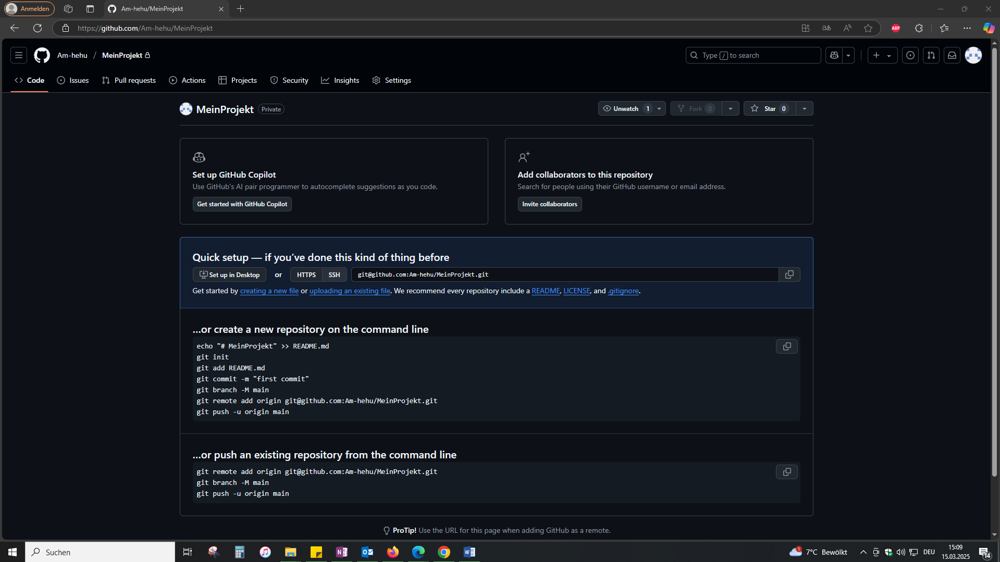 Anmelden
Am-hehu/MeinProjekt
https://github.com/Am-hehu/MeinProjekt
aあ
A
ABP
Am-hehu / MeinProjekt
Type / to search
Code
Issues
Pull requests
Actions
Projects
Security
Insights
Settings
MeinProjekt Private
Unwatch 1
Fork 0
Star 0
Set up GitHub Copilot
Use GitHub's AI pair programmer to autocomplete suggestions as you code.
Get started with GitHub Copilot
Add collaborators to this repository
Search for people using their GitHub username or email address.
Invite collaborators
Quick setup — if you’ve done this kind of thing before
Set up in Desktop or HTTPS SSH git@github.com:Am-hehu/MeinProjekt.git
Get started by creating a new file or uploading an existing file. We recommend every repository include a README, LICENSE, and .gitignore.
…or create a new repository on the command line
echo "# MeinProjekt" >> README.md
git init
git add README.md
git commit -m "first commit"
git branch -M main
git remote add origin git@github.com:Am-hehu/MeinProjekt.git
git push -u origin main
…or push an existing repository from the command line
git remote add origin git@github.com:Am-hehu/MeinProjekt.git
git branch -M main
git push -u origin main
ProTip! Use the URL for this page when adding GitHub as a remote.
Suchen
1
7°C Bewölkt
DEU
15:09
15.03.2025
14